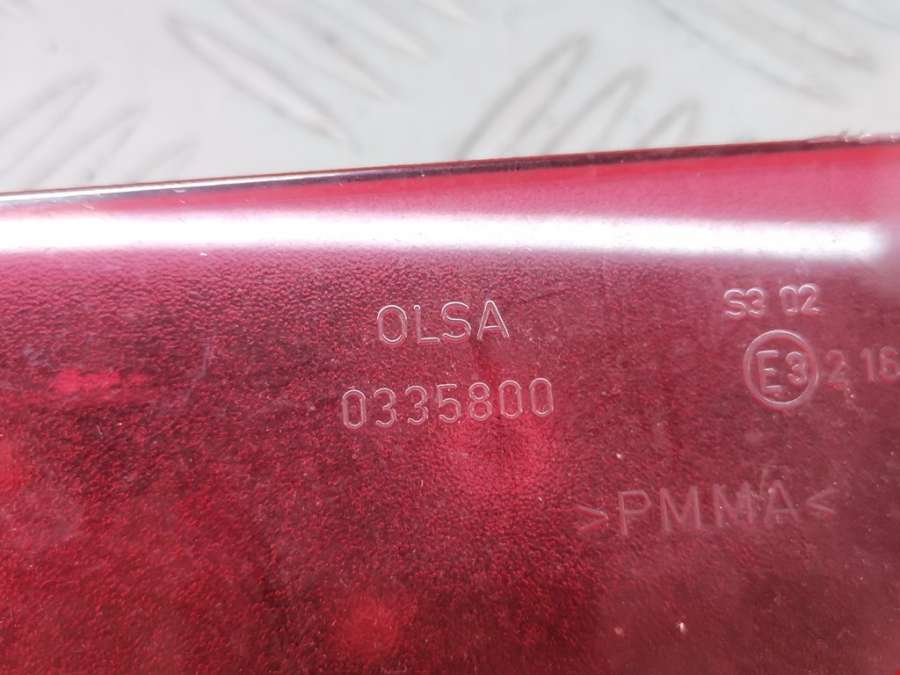 OLSA
0335800
S3 02
E3 2 16
>PMMA<